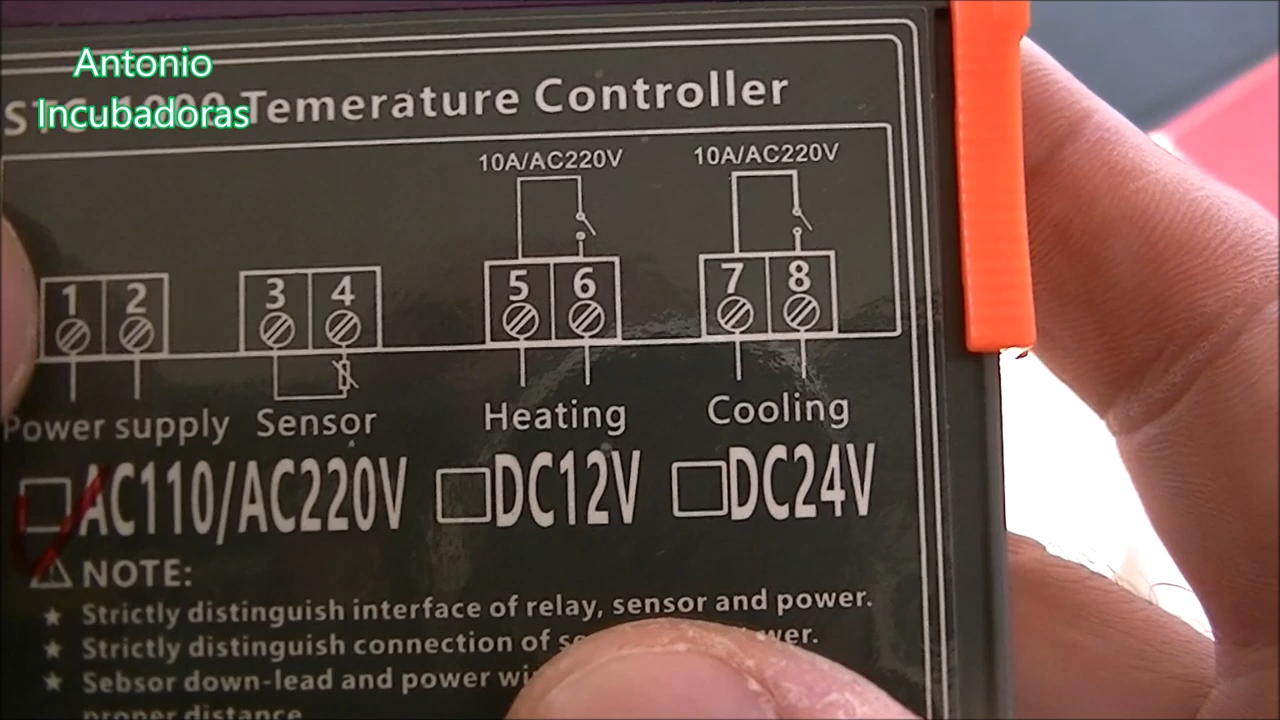 Antonio
Incubadoras
Temerature Controller
10A/AC220V 10A/AC220V
1 2 3 4 5 6 7 8
Power supply Sensor Heating Cooling
AC110/AC220V DC12V DC24V
NOTE:
★ Strictly distinguish interface of relay, sensor and power.
★ Strictly distinguish connection of
★ Sebsor down-lead and power
proper distance